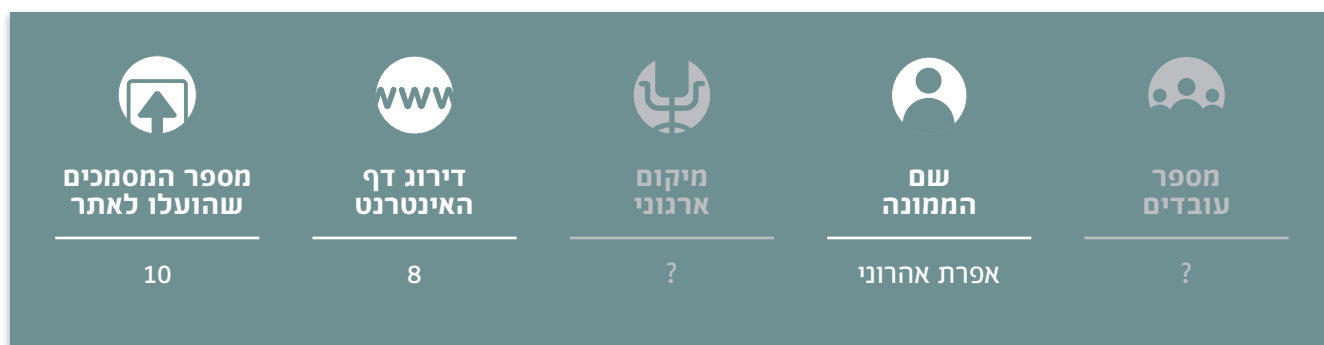 מספר
עובדים
?
שם
הממונה
אפרת אהרוני
מיקום
ארגוני
?
www
דירוג דף
האינטרנט
8
מספר המסמכים
שהועלו לאתר
10